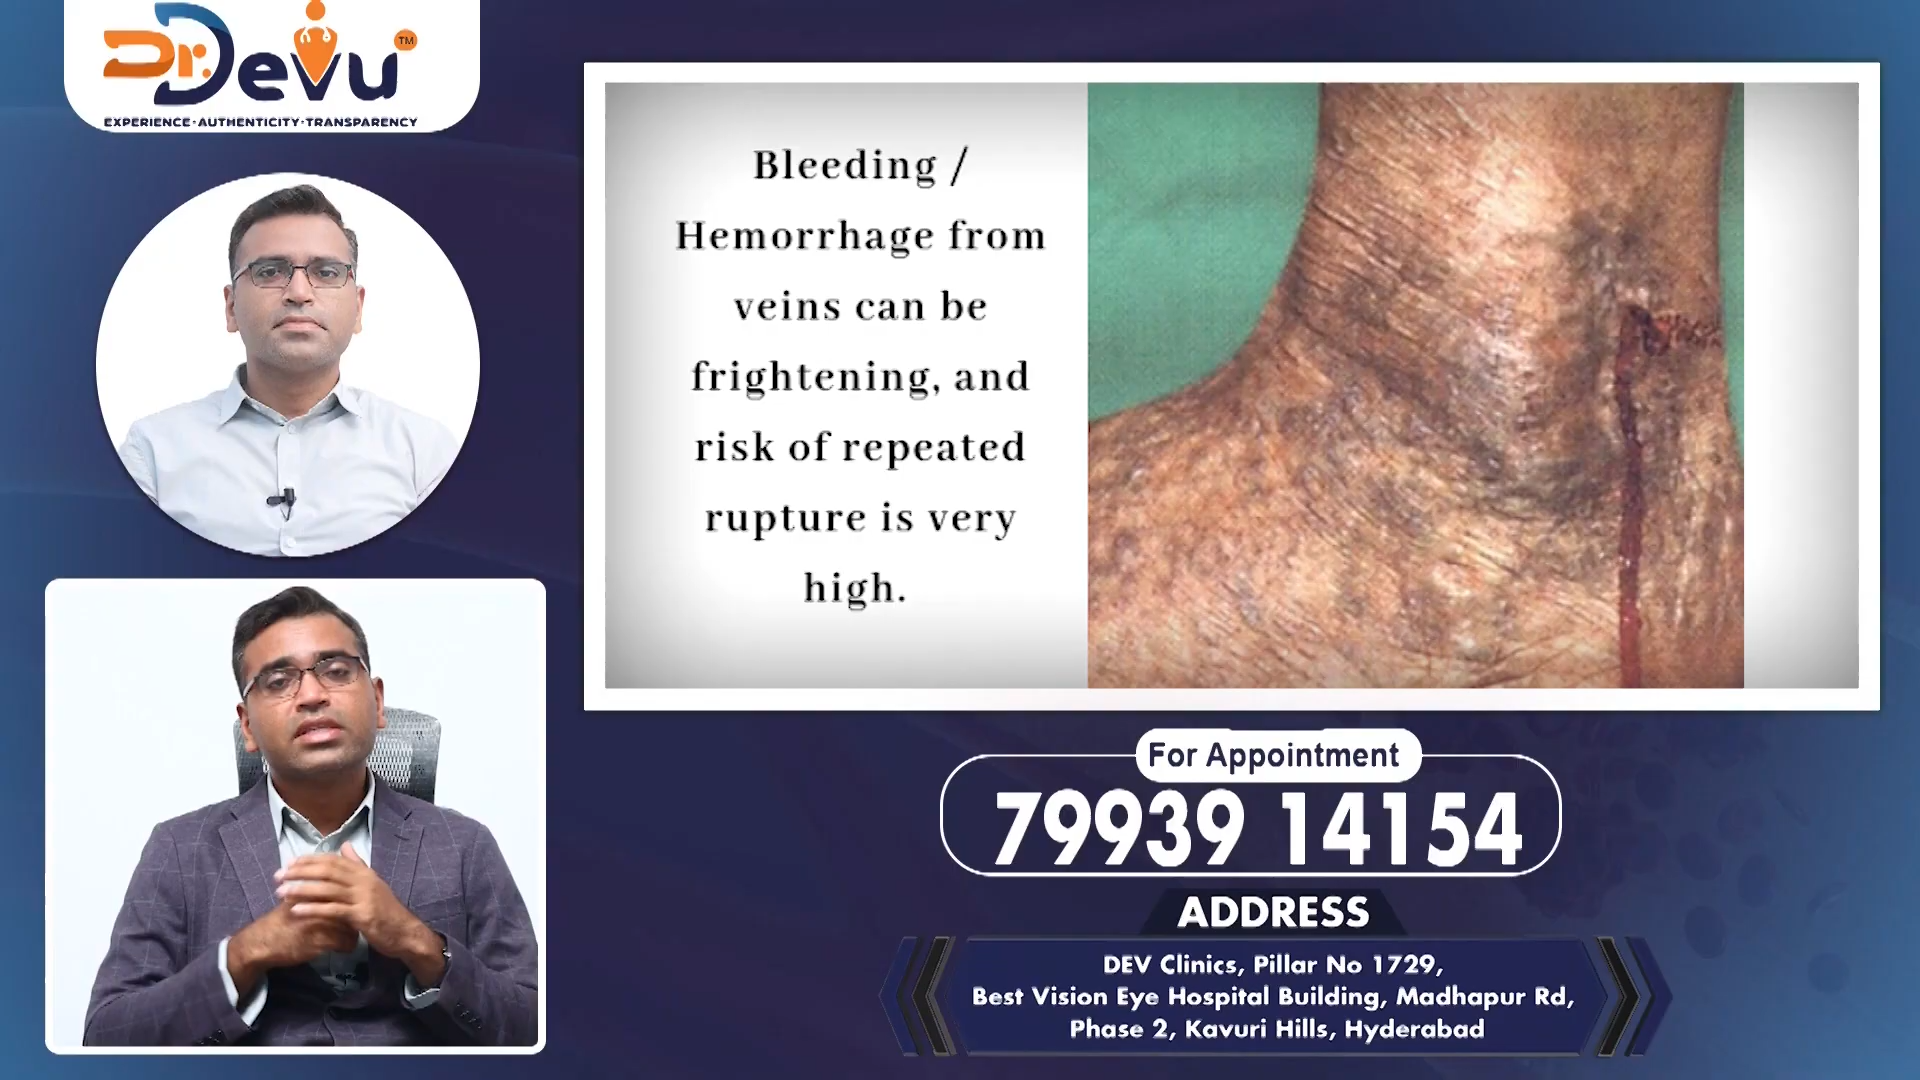 Dr. Devu TM
EXPERIENCE·AUTHENTICITY·TRANSPARENCY
Bleeding /
Hemorrhage from
veins can be
frightening, and
risk of repeated
rupture is very
high.
For Appointment
79939 14154
ADDRESS
DEV Clinics, Pillar No 1729,
Best Vision Eye Hospital Building, Madhapur Rd,
Phase 2, Kavuri Hills, Hyderabad